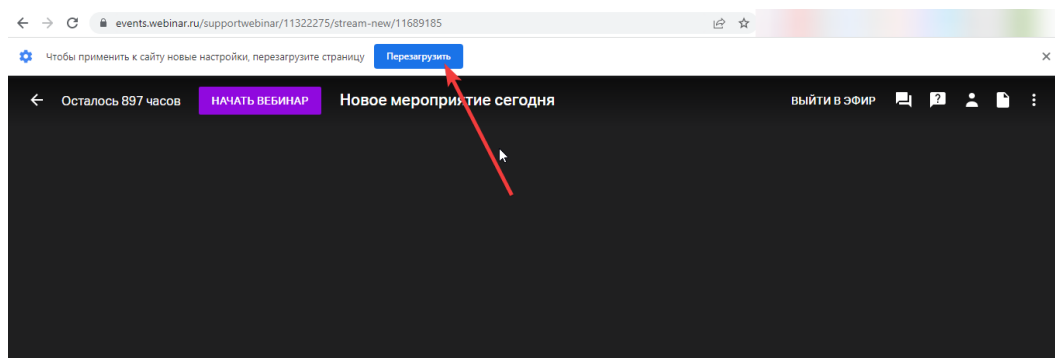 events.webinar.ru/supportwebinar/11322275/stream-new/11689185
Чтобы применить к сайту новые настройки, перезагрузите страницу Перезагрузить
Осталось 897 часов НАЧАТЬ ВЕБИНАР Новое мероприятие сегодня ВЫЙТИ В ЭФИР